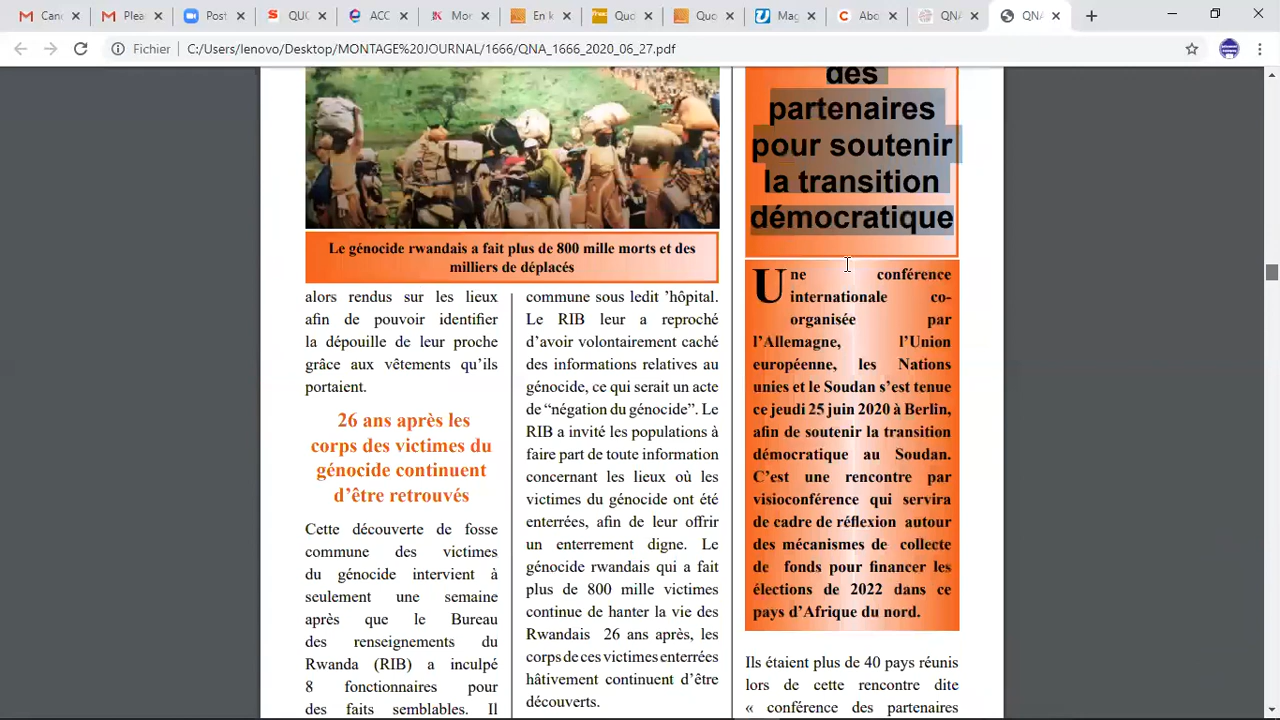 Canc
Plea
Post
QUO
ACC
Mor
En k
Quo
Quo
Mag
Abo
QNA
QNA
Fichier
C:/Users/lenovo/Desktop/MONTAGE%20JOURNAL/1666/QNA_1666_2020_06_27.pdf
Le génocide rwandais a fait plus de 800 mille morts et des
milliers de déplacés
alors rendus sur les lieux
afin de pouvoir identifier
la dépouille de leur proche
grâce aux vêtements qu’ils
portaient.
26 ans après les
corps des victimes du
génocide continuent
d’être retrouvés
Cette découverte de fosse
commune des victimes
du génocide intervient à
seulement une semaine
après que le Bureau
des renseignements du
Rwanda (RIB) a inculpé
8 fonctionnaires pour
des faits semblables. Il
commune sous ledit ’hôpital.
Le RIB leur a reproché
d’avoir volontairement caché
des informations relatives au
génocide, ce qui serait un acte
de “négation du génocide”. Le
RIB a invité les populations à
faire part de toute information
concernant les lieux où les
victimes du génocide ont été
enterrées, afin de leur offrir
un enterrement digne. Le
génocide rwandais qui a fait
plus de 800 mille victimes
continue de hanter la vie des
Rwandais 26 ans après, les
corps de ces victimes enterrées
hâtivement continuent d’être
découverts.
des
partenaires
pour soutenir
la transition
démocratique
Une conférence
internationale co-
organisée par
l’Allemagne, l’Union
européenne, les Nations
unies et le Soudan s’est tenue
ce jeudi 25 juin 2020 à Berlin,
afin de soutenir la transition
démocratique au Soudan.
C’est une rencontre par
visioconférence qui servira
de cadre de réflexion autour
des mécanismes de collecte
de fonds pour financer les
élections de 2022 dans ce
pays d’Afrique du nord.
Ils étaient plus de 40 pays réunis
lors de cette rencontre dite
« conférence des partenaires